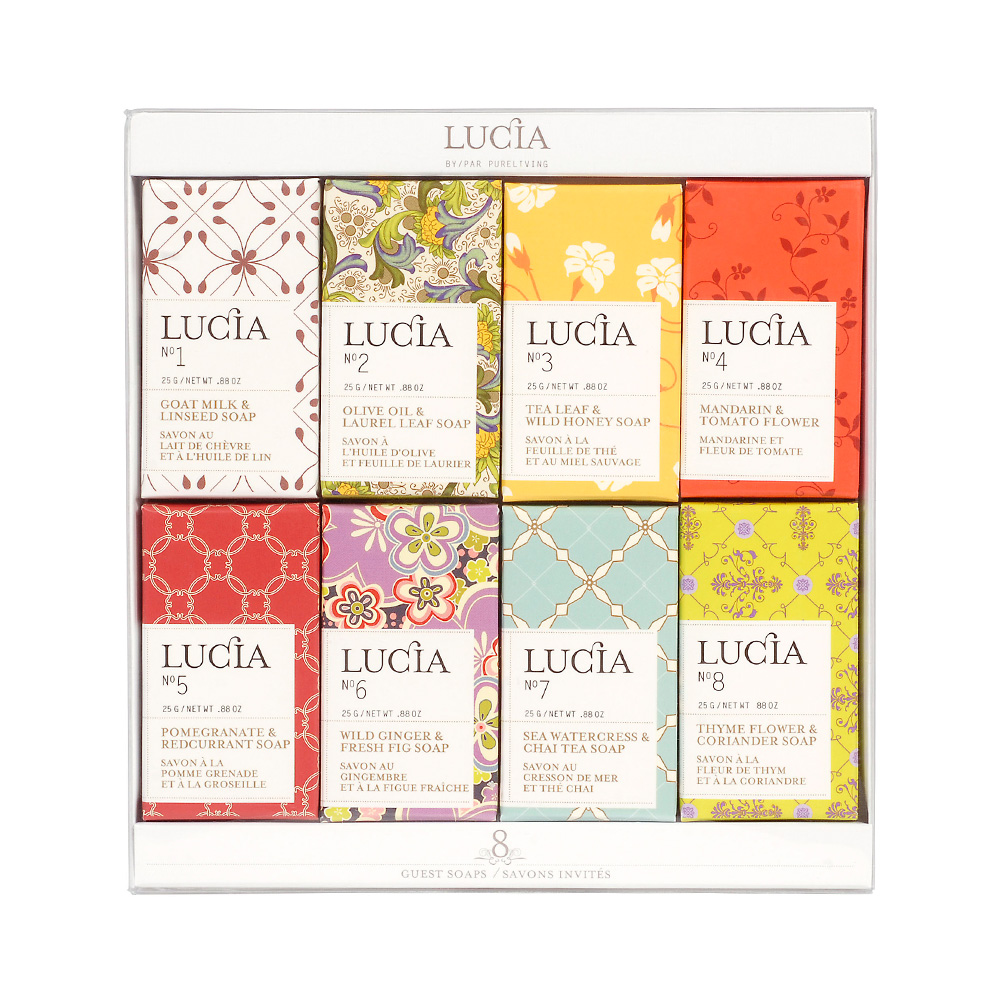 LUCIA
BY/PAR PURELIVING
LUCIA
Nº1
25 G/NET WT .88 OZ
GOAT MILK &
LINSEED SOAP
SAVON AU
LAIT DE CHÈVRE
ET À L'HUILE DE LIN
LUCIA
Nº2
25 G/NET WT .88 OZ
OLIVE OIL &
LAUREL LEAF SOAP
SAVON À
L'HUILE D'OLIVE
ET FEUILLE DE LAURIER
LUCIA
Nº3
25 G/NET WT .88 OZ
TEA LEAF &
WILD HONEY SOAP
SAVON À LA
FEUILLE DE THÉ
ET AU MIEL SAUVAGE
LUCIA
Nº4
25 G/NET WT .88 OZ
MANDARIN &
TOMATO FLOWER
MANDARINE ET
FLEUR DE TOMATE
LUCIA
Nº5
25 G/NET WT .88 OZ
POMEGRANATE &
REDCURRANT SOAP
SAVON À LA
POMME GRENADE
ET À LA GROSEILLE
LUCIA
Nº6
25 G/NET WT .88 OZ
WILD GINGER &
FRESH FIG SOAP
SAVON AU
GINGEMBRE
ET À LA FIGUE FRAÎCHE
LUCIA
Nº7
25 G/NET WT .88 OZ
SEA WATERCRESS &
CHAI TEA SOAP
SAVON AU
CRESSON DE MER
ET THÉ CHAI
LUCIA
Nº8
25 G/NET WT .88 OZ
THYME FLOWER &
CORIANDER SOAP
SAVON À LA
FLEUR DE THYM
ET À LA CORIANDRE
8
GUEST SOAPS / SAVONS INVITÉS